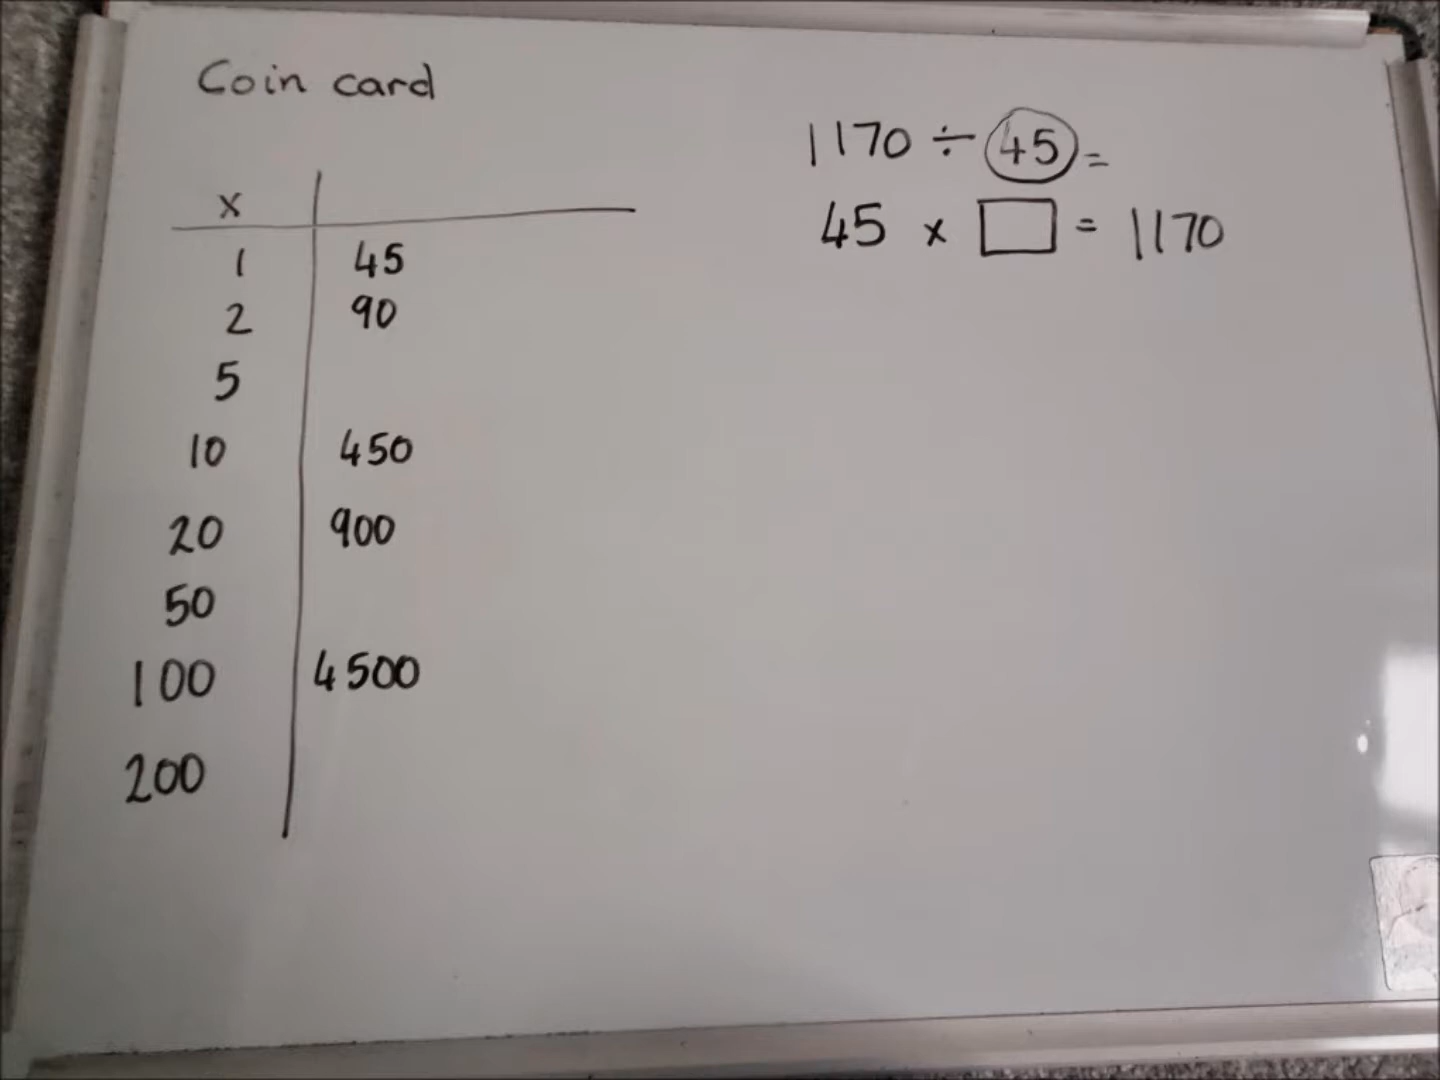 Coin card
1170 ÷ 45 =
45 x □ = 1170
x
1 45
2 90
5
10 450
20 900
50
100 4500
200